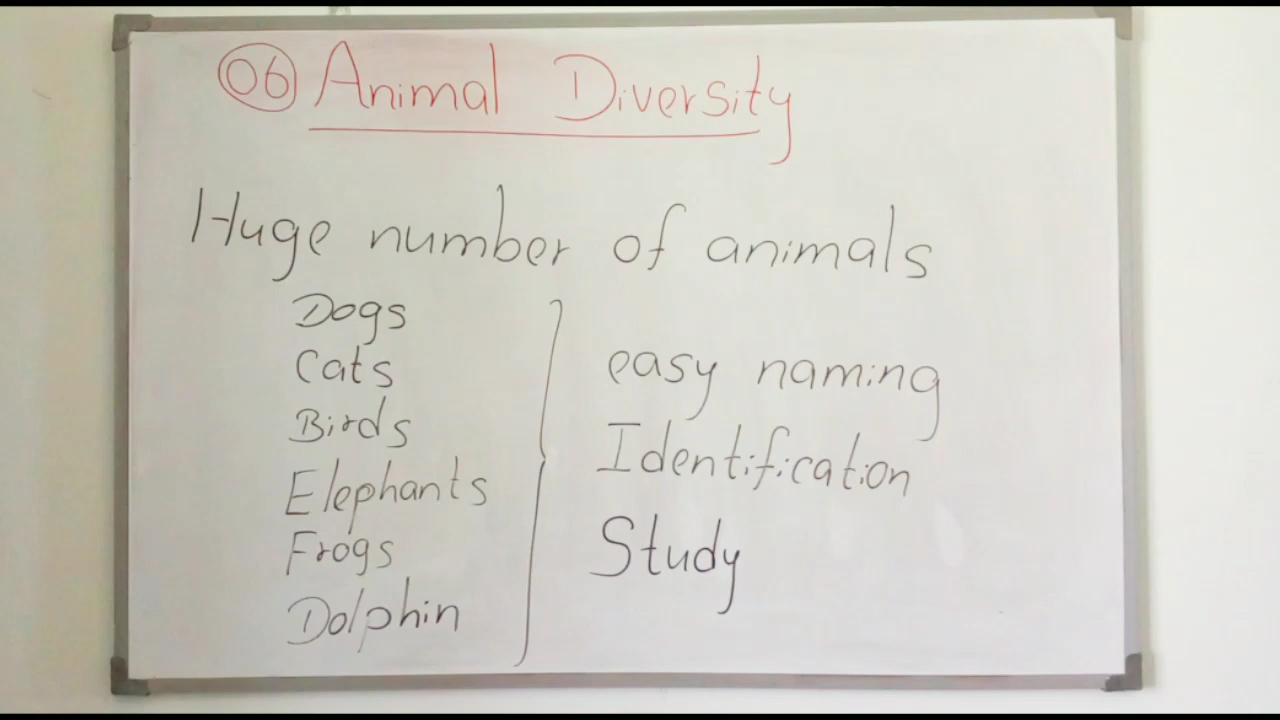 06 Animal Diversity
Huge number of animals
Dogs
Cats
Birds
Elephants
Frogs
Dolphin
easy naming
Identification
Study